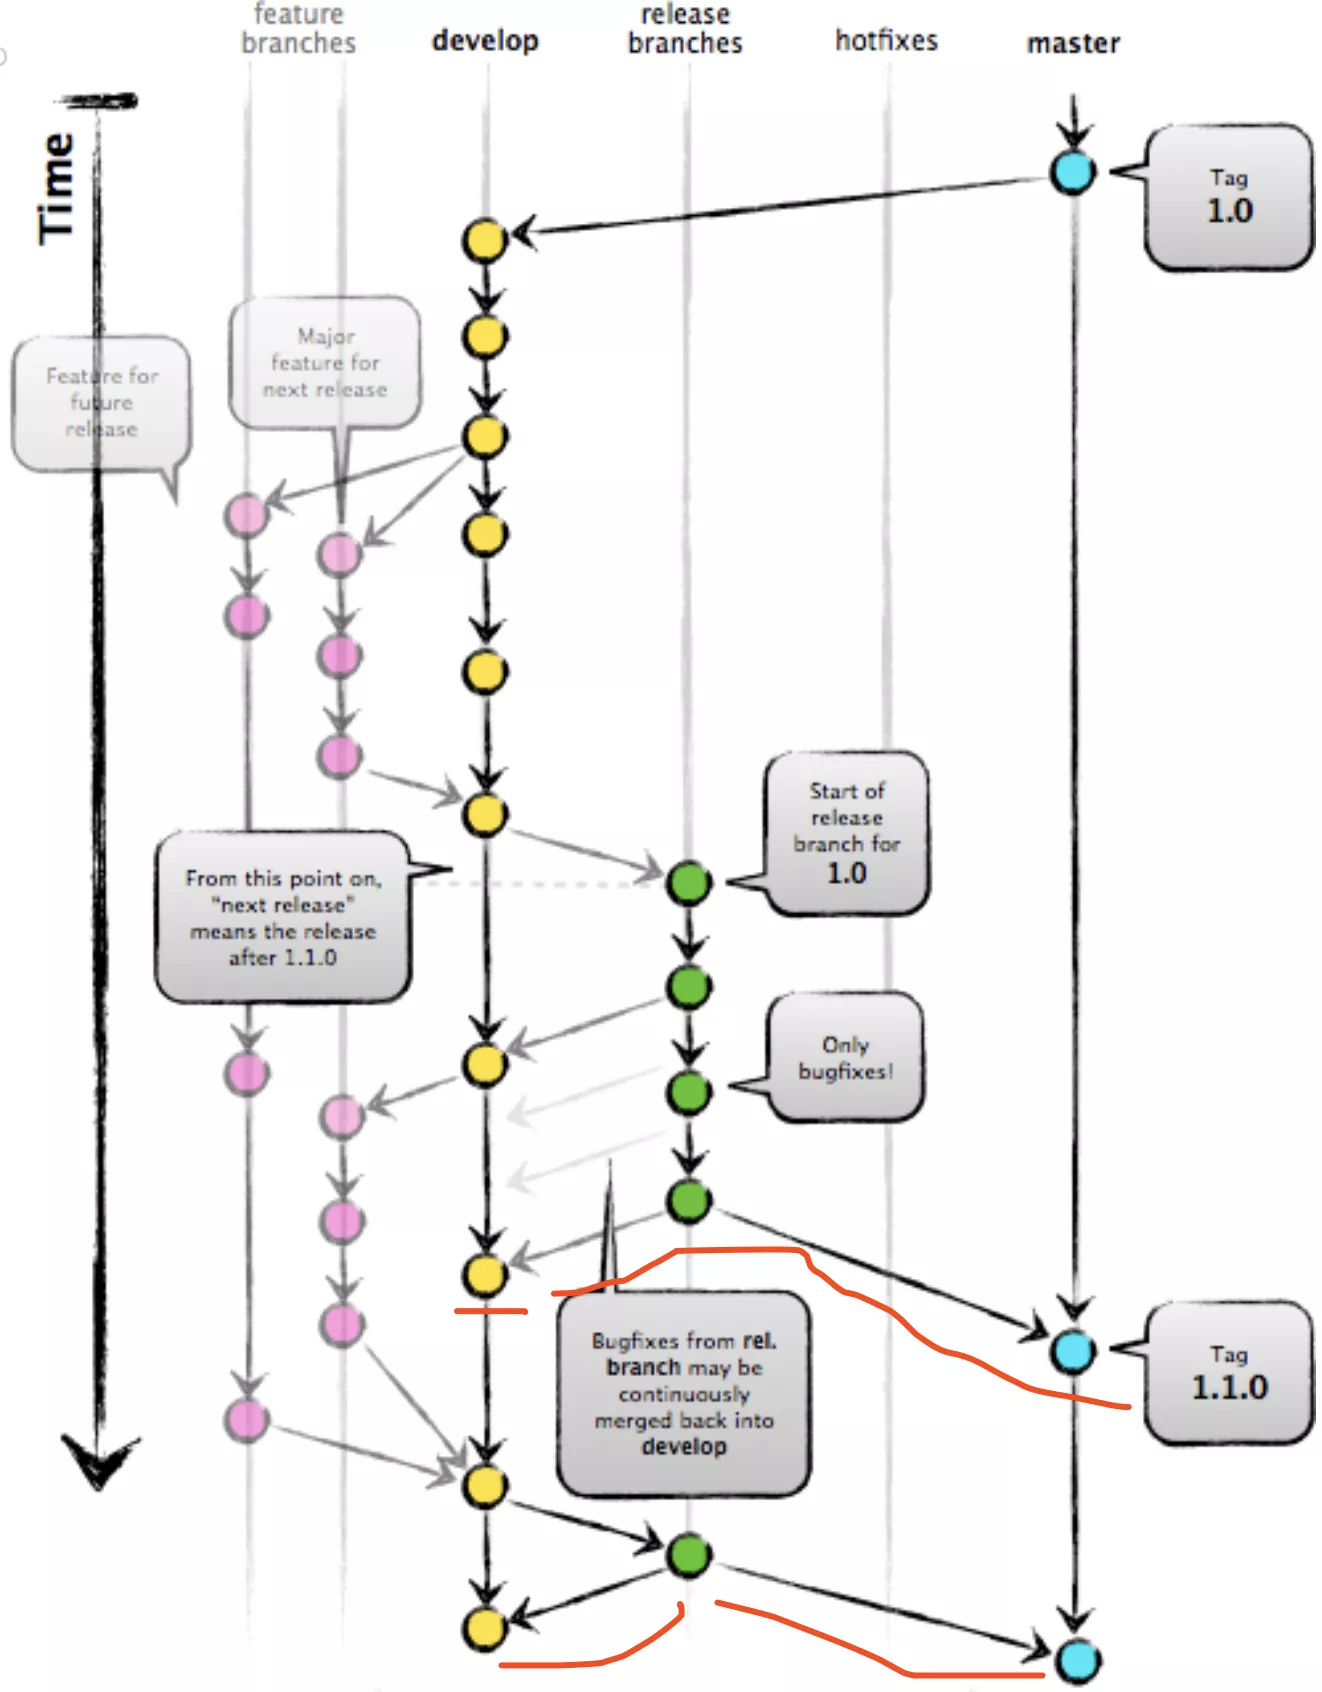 feature
branches
develop
release
branches
hotfixes
master
Time
Tag
1.0
Major
feature for
next release
Feature for
future
release
Start of
release
branch for
1.0
From this point on,
"next release"
means the release
after 1.1.0
Only
bugfixes!
Bugfixes from rel.
branch may be
continuously
merged back into
develop
Tag
1.1.0